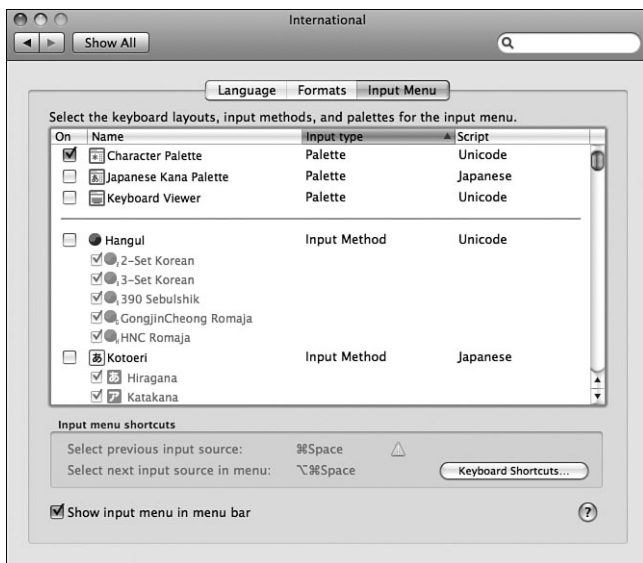 International
Show All
Language Formats Input Menu
Select the keyboard layouts, input methods, and palettes for the input menu.
On Name Input type Script
Character Palette Palette Unicode
あ Japanese Kana Palette Palette Japanese
Keyboard Viewer Palette Unicode
Hangul Input Method Unicode
2-Set Korean
3-Set Korean
390 Sebulshik
GongjinCheong Romaja
HNC Romaja
あ Kotoeri Input Method Japanese
あ Hiragana
ア Katakana
Input menu shortcuts
Select previous input source: ⌘Space
Select next input source in menu: ⌥⌘Space Keyboard Shortcuts...
Show input menu in menu bar ?